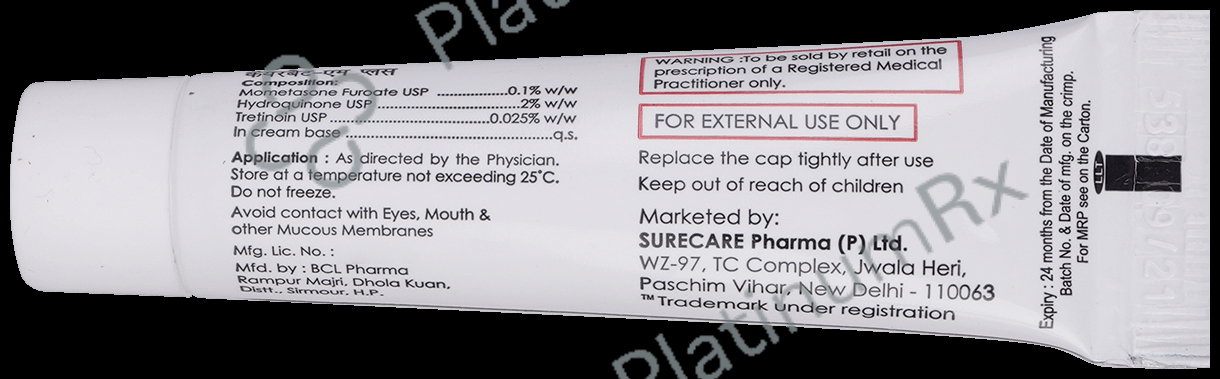 केयरबेट-एम प्लस
Composition:
Mometasone Furoate USP ................0.1% w/w
Hydroquinone USP ................................2% w/w
Tretinoin USP ....................................0.025% w/w
In cream base ..............................................q.s.
Application : As directed by the Physician.
Store at a temperature not exceeding 25°C.
Do not freeze.
Avoid contact with Eyes, Mouth &
other Mucous Membranes
Mfg. Lic. No. :
Mfd. by : BCL Pharma
Rampur Majri, Dhola Kuan,
Distt., Sirmour, H.P.
WARNING :To be sold by retail on the
prescription of a Registered Medical
Practitioner only.
FOR EXTERNAL USE ONLY
Replace the cap tightly after use
Keep out of reach of children
Marketed by:
SURECARE Pharma (P) Ltd.
WZ-97, TC Complex, Jwala Heri,
Paschim Vihar, New Delhi - 110063
™Trademark under registration
Expiry : 24 months from the Date of Manufacturing
Batch No. & Date of mfg. on the crimp.
For MRP see on the Carton.
LLT
PlatinumRx